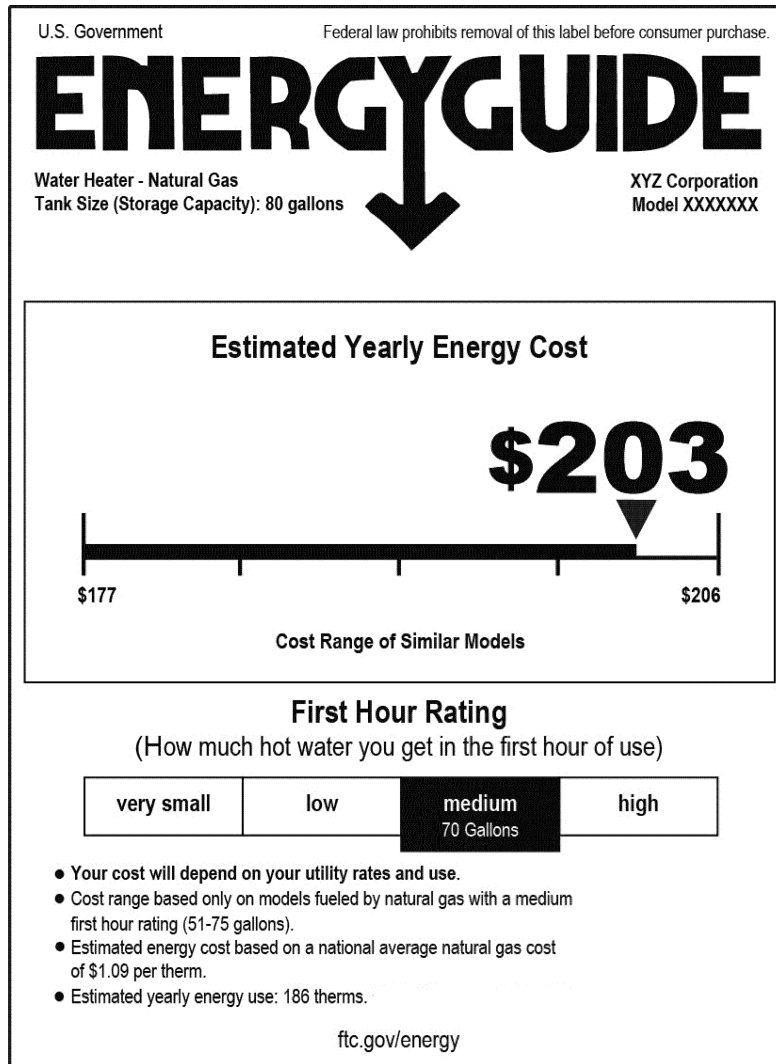 U.S. Government Federal law prohibits removal of this label before consumer purchase.
ENERGYGUIDE
Water Heater - Natural Gas XYZ Corporation
Tank Size (Storage Capacity): 80 gallons Model XXXXXXX
Estimated Yearly Energy Cost
$203
$177 $206
Cost Range of Similar Models
First Hour Rating
(How much hot water you get in the first hour of use)
very small low medium high
70 Gallons
● Your cost will depend on your utility rates and use.
● Cost range based only on models fueled by natural gas with a medium
first hour rating (51-75 gallons).
● Estimated energy cost based on a national average natural gas cost
of $1.09 per therm.
● Estimated yearly energy use: 186 therms.
ftc.gov/energy